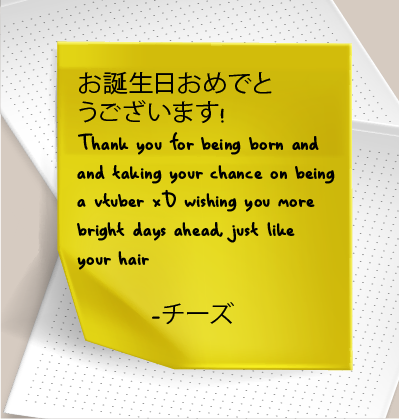 お誕生日おめでと
うございます!
Thank you for being born and
and taking your chance on being
a vtuber xD wishing you more
bright days ahead, just like
your hair
-チーズ